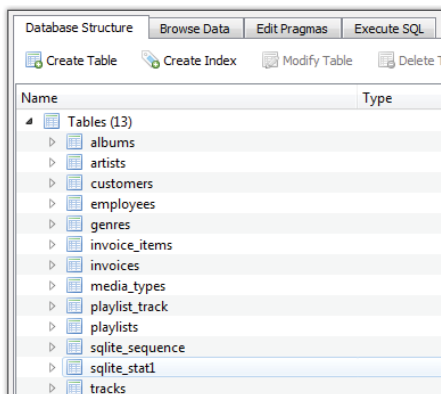 Database Structure Browse Data Edit Pragmas Execute SQL
Create Table Create Index Modify Table Delete
Name Type
Tables (13)
albums
artists
customers
employees
genres
invoice_items
invoices
media_types
playlist_track
playlists
sqlite_sequence
sqlite_stat1
tracks